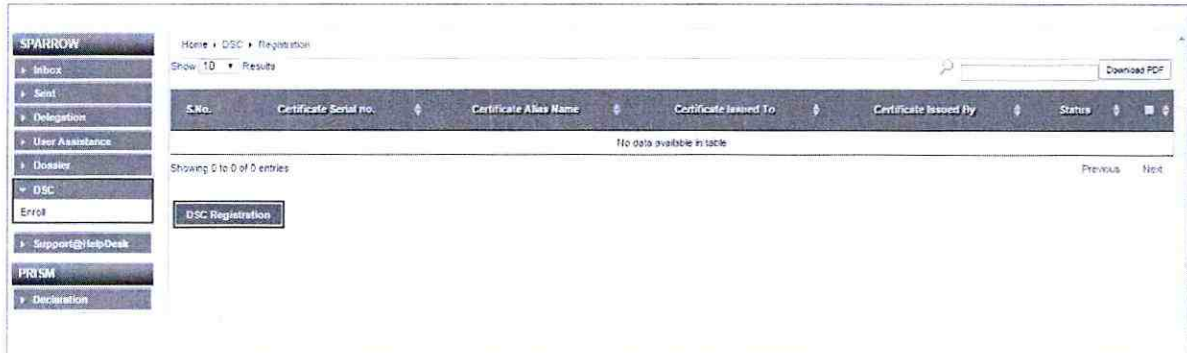 SPARROW
Inbox
Sent
Delegation
User Assistance
Dossier
DSC
Enroll
Support@HelpDesk
PRISM
Declaration
Home DSC Registration
Show 10 Results
Download PDF
S.No. Certificate Serial no. Certificate Alias Name Certificate Issued To Certificate Issued By Status
No data available in table
Showing 0 to 0 of 0 entries
Previous Next
DSC Registration